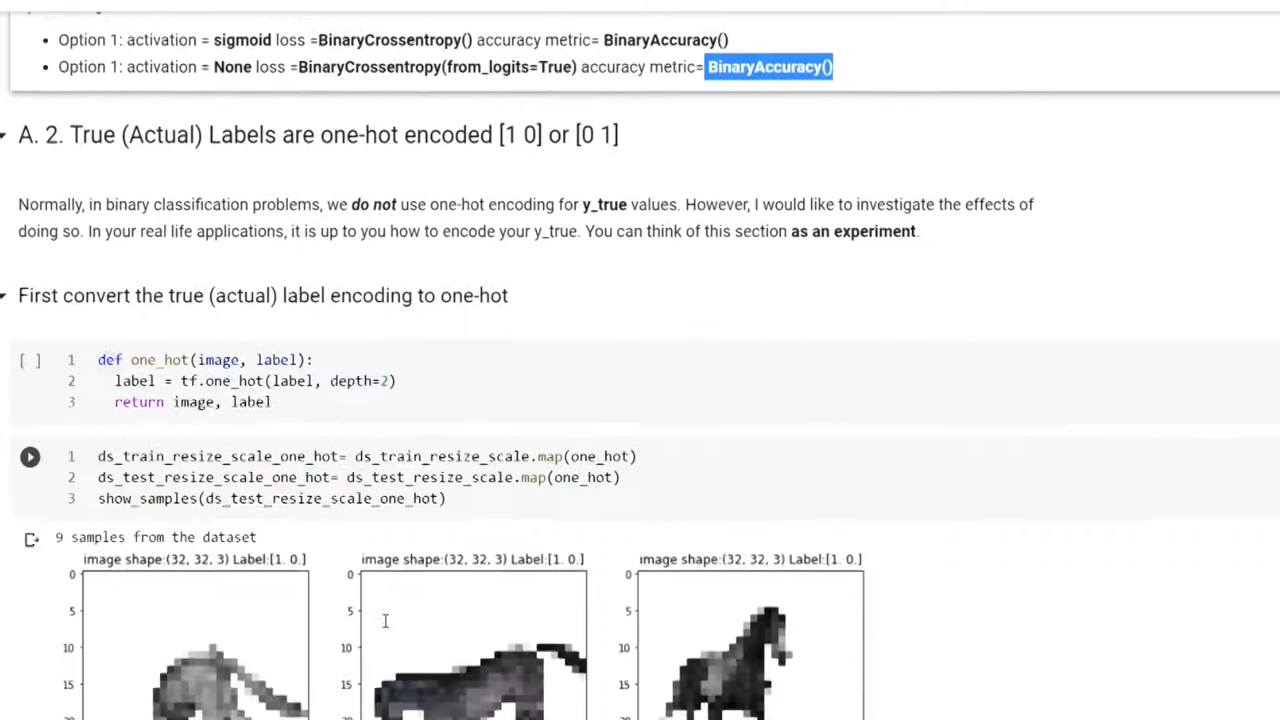 • Option 1: activation = sigmoid loss =BinaryCrossentropy() accuracy metric= BinaryAccuracy()
• Option 1: activation = None loss =BinaryCrossentropy(from_logits=True) accuracy metric= BinaryAccuracy()
A. 2. True (Actual) Labels are one-hot encoded [1 0] or [0 1]
Normally, in binary classification problems, we do not use one-hot encoding for y_true values. However, I would like to investigate the effects of
doing so. In your real life applications, it is up to you how to encode your y_true. You can think of this section as an experiment.
First convert the true (actual) label encoding to one-hot
[ ] 1 def one_hot(image, label):
2 label = tf.one_hot(label, depth=2)
3 return image, label
1 ds_train_resize_scale_one_hot= ds_train_resize_scale.map(one_hot)
2 ds_test_resize_scale_one_hot= ds_test_resize_scale.map(one_hot)
3 show_samples(ds_test_resize_scale_one_hot)
9 samples from the dataset
image shape:(32, 32, 3) Label:[1. 0.] image shape:(32, 32, 3) Label:[1. 0.] image shape:(32, 32, 3) Label:[1. 0.]
0 0 0
5 5 5
10 10 10
15 15 15